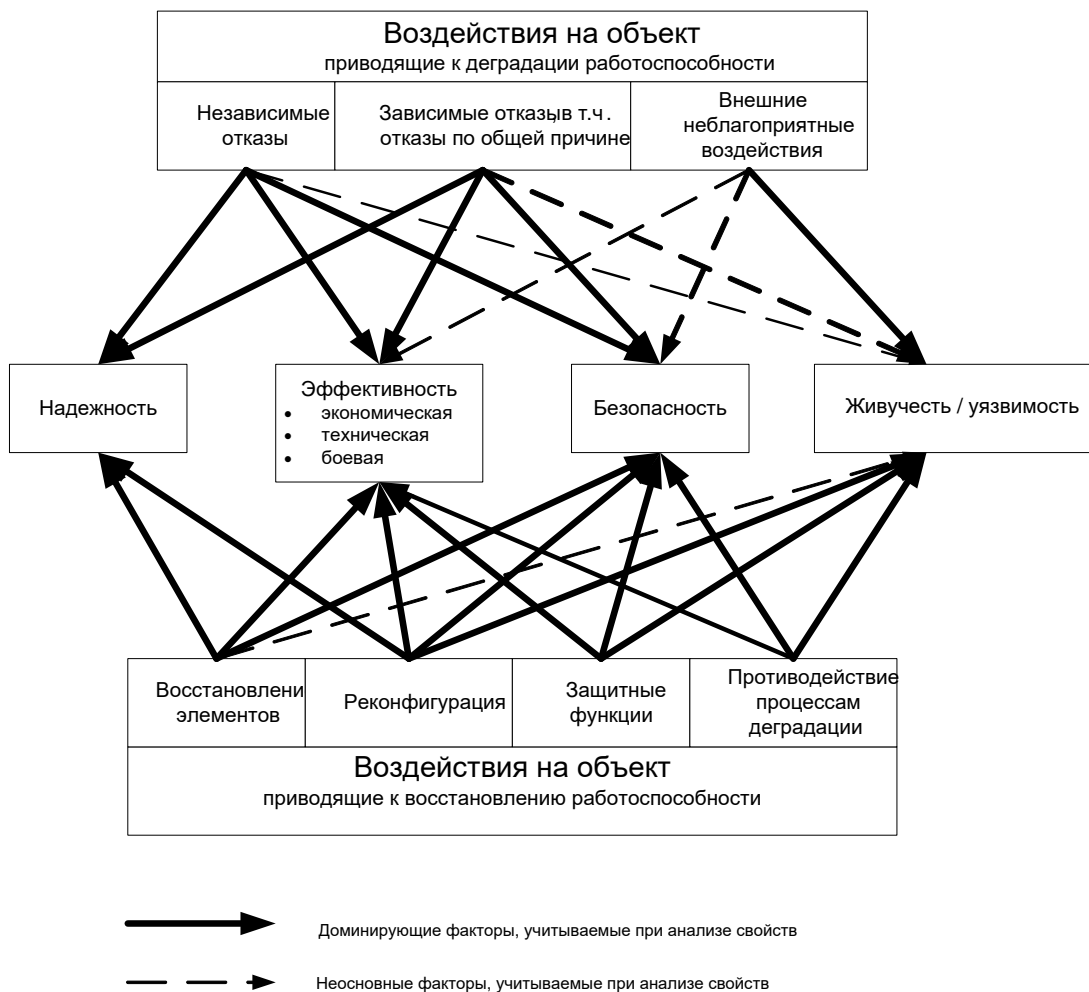 Воздействия на объект
приводящие к деградации работоспособности
Независимые
отказы
Зависимые отказы,в т.ч.
отказы по общей причине
Внешние
неблагоприятные
воздействия
Надежность
Эффективность
• экономическая
• техническая
• боевая
Безопасность
Живучесть / уязвимость
Восстановлени
элементов
Реконфигурация
Защитные
функции
Противодействие
процессам
деградации
Воздействия на объект
приводящие к восстановлению работоспособности
Доминирующие факторы, учитываемые при анализе свойств
Неосновные факторы, учитываемые при анализе свойств